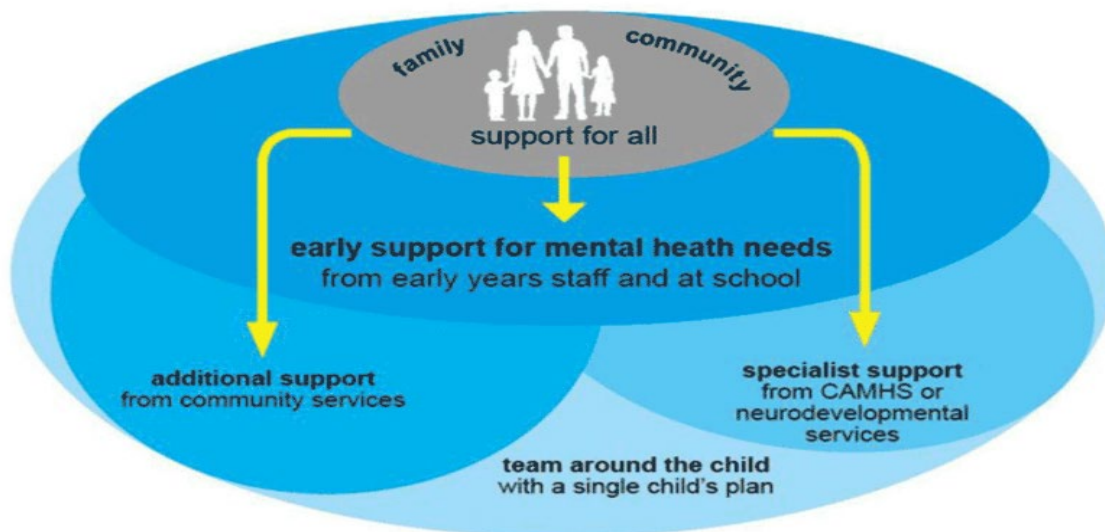 family
community
support for all
early support for mental heath needs
from early years staff and at school
additional support
from community services
specialist support
from CAMHS or
neurodevelopmental
services
team around the child
with a single child's plan